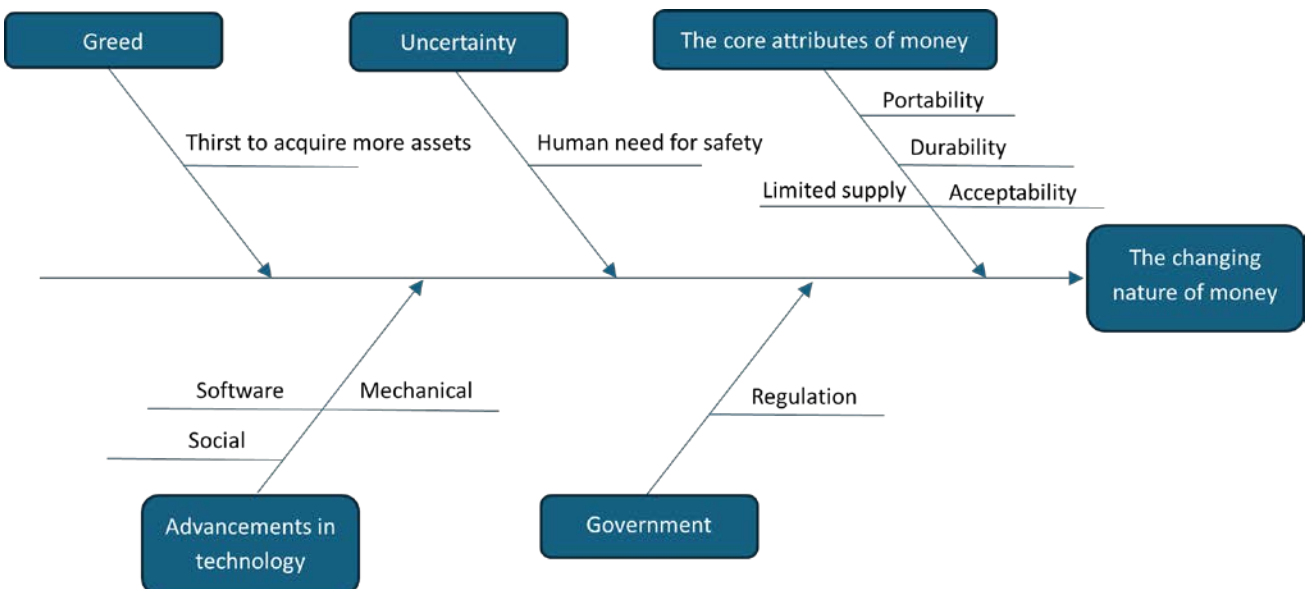 Greed
Uncertainty
The core attributes of money
Portability
Thirst to acquire more assets
Human need for safety
Durability
Limited supply
Acceptability
The changing
nature of money
Software
Mechanical
Regulation
Social
Advancements in
technology
Government